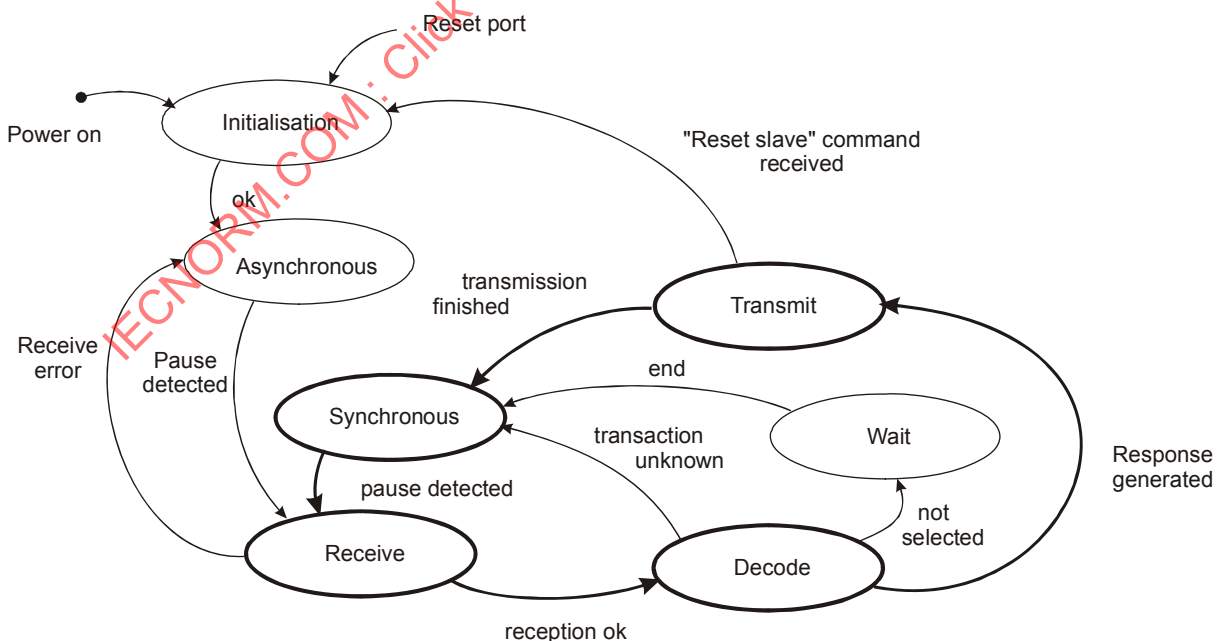 Reset port
Power on
Initialisation
"Reset slave" command
received
ok
Asynchronous
transmission
finished
Transmit
Receive
error
Pause
detected
end
Synchronous
transaction
unknown
Wait
Response
generated
pause detected
not
selected
Receive
Decode
reception ok
IECNORM.COM : Click